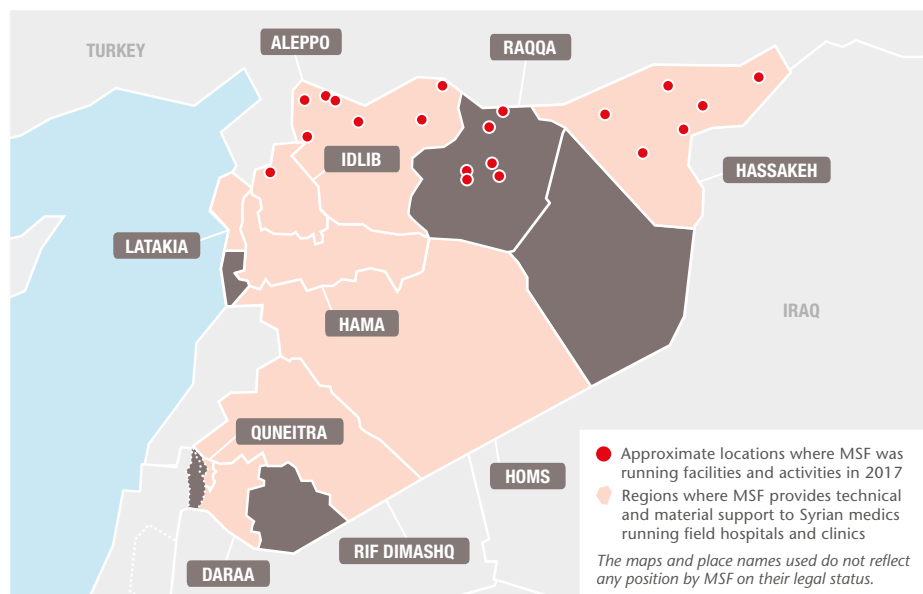 TURKEY
ALEPPO
RAQQA
IDLIB
HASSAKEH
LATAKIA
IRAQ
HAMA
QUNEITRA
HOMS
RIF DIMASHQ
DARAA
Approximate locations where MSF was
running facilities and activities in 2017
Regions where MSF provides technical
and material support to Syrian medics
running field hospitals and clinics
The maps and place names used do not reflect
any position by MSF on their legal status.